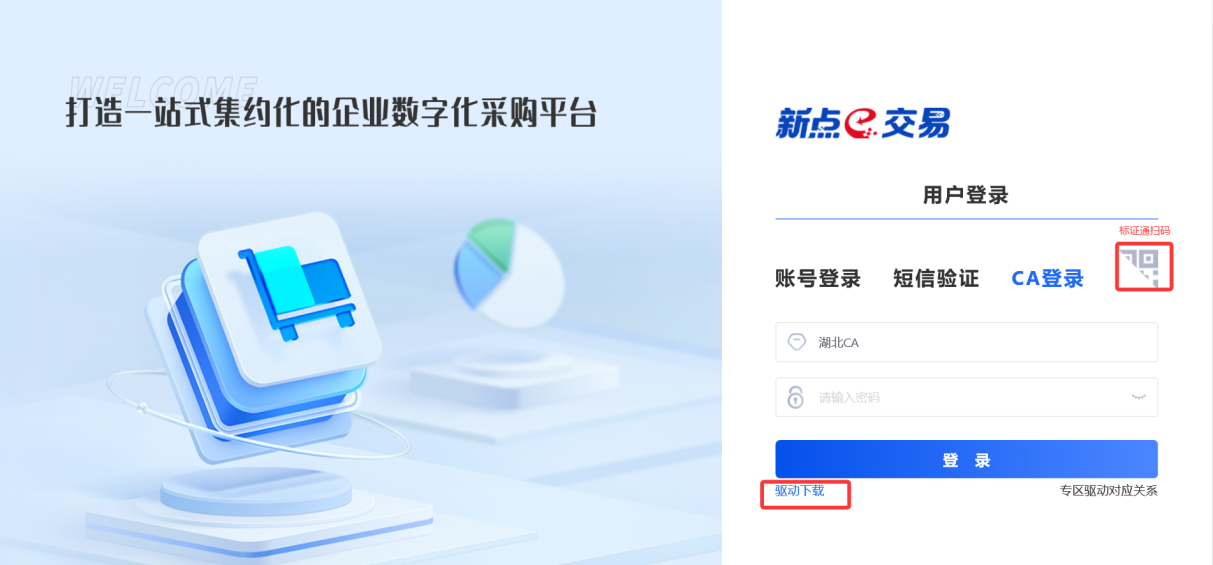 WELCOME
打造一站式集约化的企业数字化采购平台
新点e交易
用户登录
标证通扫码
账号登录 短信验证 CA登录
湖北CA
请输入密码
登 录
驱动下载 专区驱动对应关系